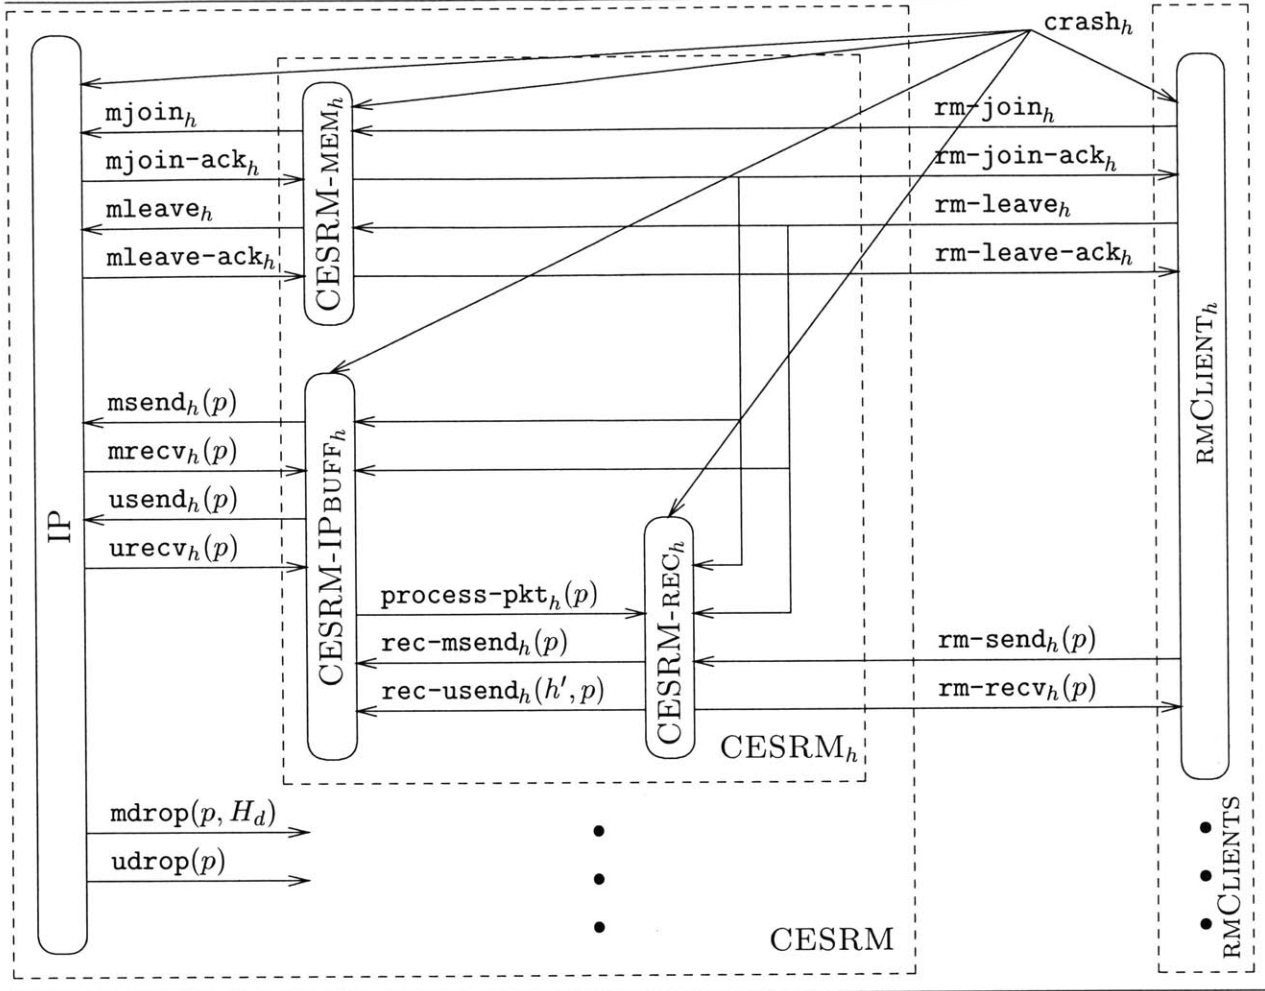 crash_h
mjoin_h
rm-join_h
mjoin-ack_h
rm-join-ack_h
mleave_h
rm-leave_h
mleave-ack_h
rm-leave-ack_h
CESRM-MEM_h
RMCLIENT_h
msend_h(p)
mrecv_h(p)
usend_h(p)
urecv_h(p)
IP
CESRM-IPBUFF_h
CESRM-REC_h
process-pkt_h(p)
rec-msend_h(p)
rm-send_h(p)
rec-usend_h(h′, p)
rm-recv_h(p)
CESRM_h
mdrop(p, H_d)
udrop(p)
RMCLIENTS
CESRM